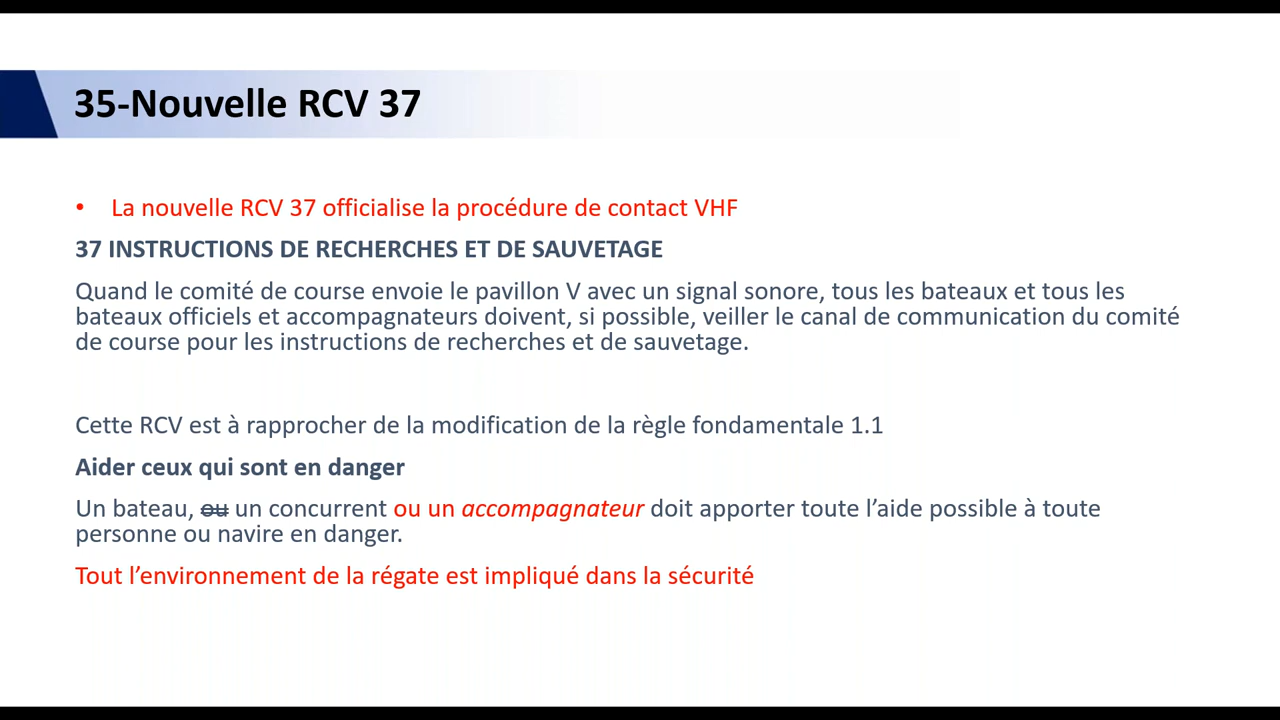 35-Nouvelle RCV 37
• La nouvelle RCV 37 officialise la procédure de contact VHF
37 INSTRUCTIONS DE RECHERCHES ET DE SAUVETAGE
Quand le comité de course envoie le pavillon V avec un signal sonore, tous les bateaux et tous les
bateaux officiels et accompagnateurs doivent, si possible, veiller le canal de communication du comité
de course pour les instructions de recherches et de sauvetage.
Cette RCV est à rapprocher de la modification de la règle fondamentale 1.1
Aider ceux qui sont en danger
Un bateau, ou un concurrent ou un accompagnateur doit apporter toute l’aide possible à toute
personne ou navire en danger.
Tout l’environnement de la régate est impliqué dans la sécurité